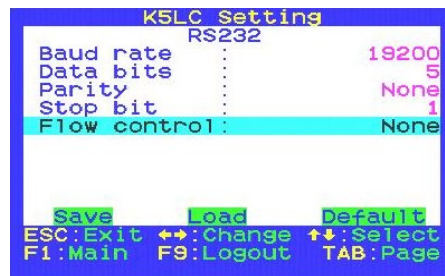 K5LC Setting
RS232
Baud rate : 19200
Data bits : 5
Parity : None
Stop bit : 1
Flow control: None
Save Load Default
ESC:Exit ↔:Change ↑↓:Select
F1:Main F9:Logout TAB:Page